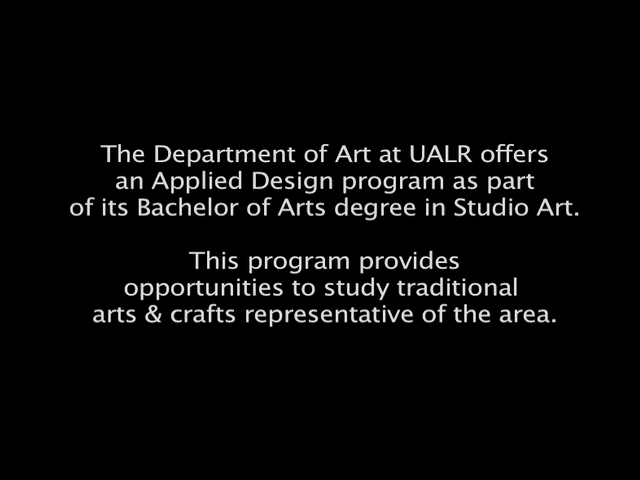 The Department of Art at UALR offers
an Applied Design program as part
of its Bachelor of Arts degree in Studio Art.
This program provides
opportunities to study traditional
arts & crafts representative of the area.